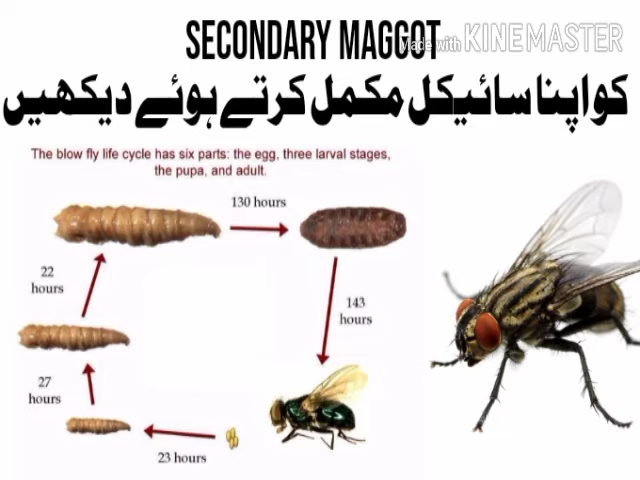 SECONDARY MAGGOT
Made with KINEMASTER
کو اپنا سائیکل مکمل کرتے ہوئے دیکھیں
The blow fly life cycle has six parts: the egg, three larval stages,
the pupa, and adult.
130 hours
22
hours
143
hours
27
hours
23 hours